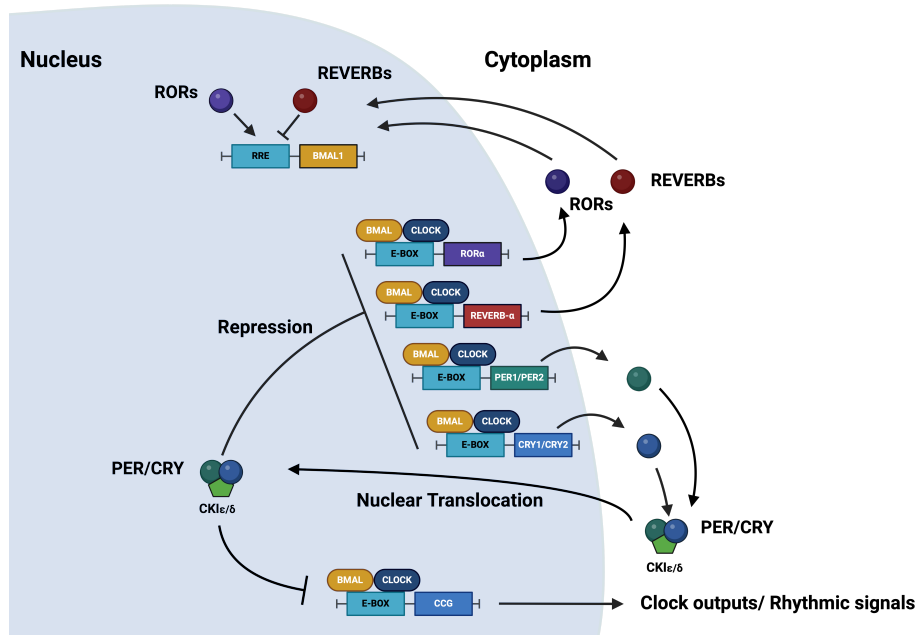 Nucleus
Cytoplasm
REVERBs
RORs
RRE
BMAL1
REVERBs
RORs
BMAL
CLOCK
E-BOX
RORα
BMAL
CLOCK
E-BOX
REVERB-α
Repression
BMAL
CLOCK
E-BOX
PER1/PER2
BMAL
CLOCK
E-BOX
CRY1/CRY2
PER/CRY
CKIε/δ
Nuclear Translocation
PER/CRY
CKIε/δ
BMAL
CLOCK
E-BOX
CCG
Clock outputs/ Rhythmic signals